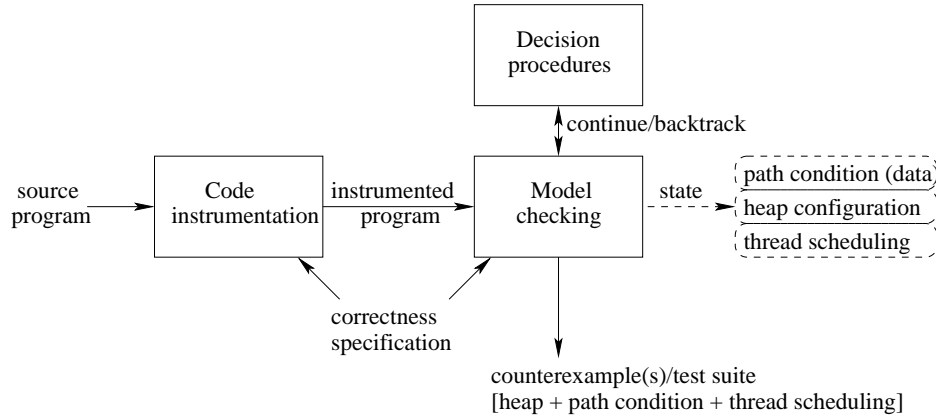 Decision
procedures
continue/backtrack
source
program
Code
instrumentation
instrumented
program
Model
checking
state
path condition (data)
heap configuration
thread scheduling
correctness
specification
counterexample(s)/test suite
[heap + path condition + thread scheduling]